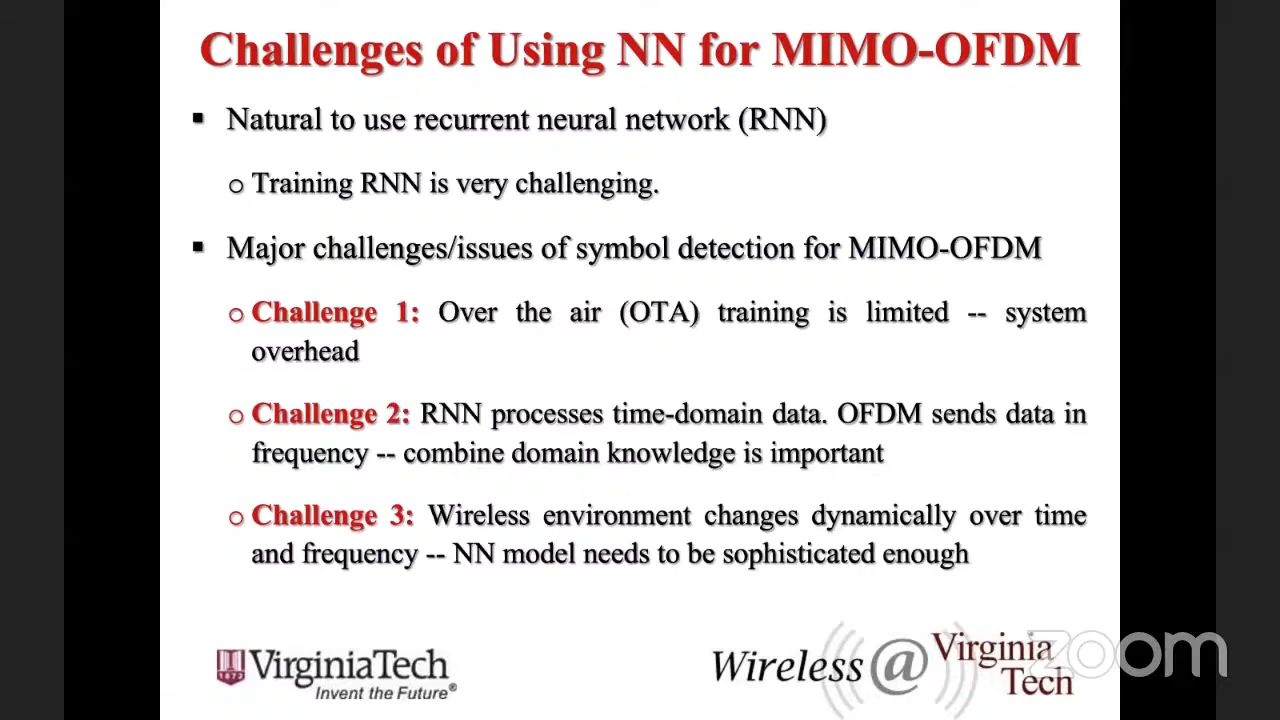 Challenges of Using NN for MIMO-OFDM
▪ Natural to use recurrent neural network (RNN)
o Training RNN is very challenging.
▪ Major challenges/issues of symbol detection for MIMO-OFDM
o Challenge 1: Over the air (OTA) training is limited -- system
overhead
o Challenge 2: RNN processes time-domain data. OFDM sends data in
frequency -- combine domain knowledge is important
o Challenge 3: Wireless environment changes dynamically over time
and frequency -- NN model needs to be sophisticated enough
1872
VirginiaTech
Invent the Future®
Wireless @ Virginia
Tech
zoom